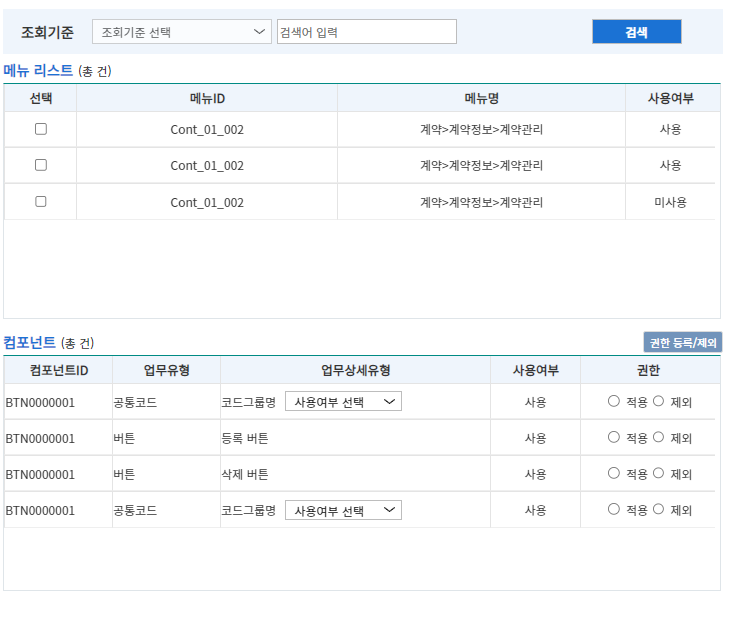 조회기준 조회기준 선택 검색어 입력 검색
메뉴 리스트 (총 건)
선택 메뉴ID 메뉴명 사용여부
Cont_01_002 계약>계약정보>계약관리 사용
Cont_01_002 계약>계약정보>계약관리 사용
Cont_01_002 계약>계약정보>계약관리 미사용
컴포넌트 (총 건) 권한 등록/제외
컴포넌트ID 업무유형 업무상세유형 사용여부 권한
BTN0000001 공통코드 코드그룹명 사용여부 선택 사용 적용 제외
BTN0000001 버튼 등록 버튼 사용 적용 제외
BTN0000001 버튼 삭제 버튼 사용 적용 제외
BTN0000001 공통코드 코드그룹명 사용여부 선택 사용 적용 제외